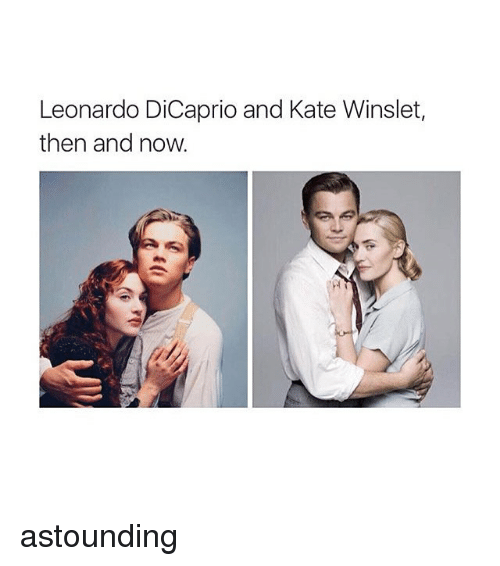 Leonardo DiCaprio and Kate Winslet,
then and now.
astounding